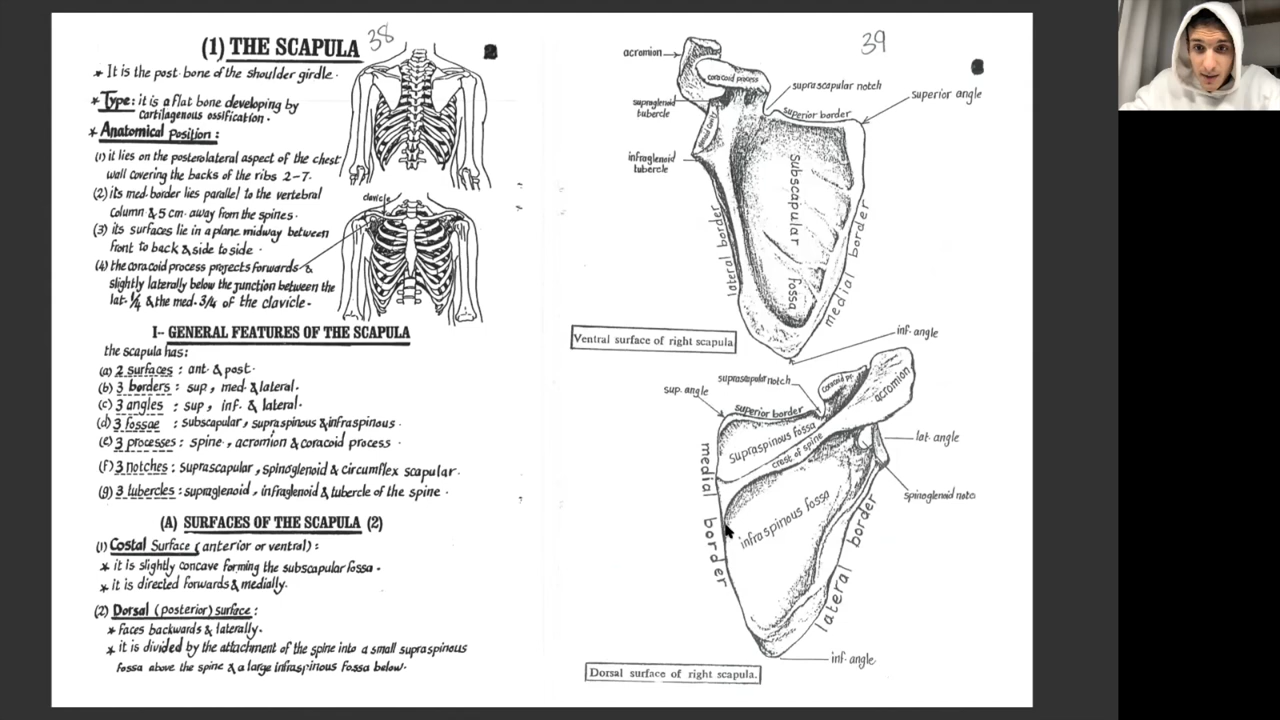 (1) THE SCAPULA
38
* It is the post. bone of the shoulder girdle.
* Type: it is a flat bone developing by
cartilagenous ossification.
* Anatomical position:
(1) it lies on the posterolateral aspect of the chest
wall covering the backs of the ribs 2-7.
(2) its med. border lies parallel to the vertebral
column & 5 cm. away from the spines.
(3) its surfaces lie in a plane midway between
front to back & side to side.
(4) the coracoid process projects forwards &
slightly laterally below the junction between the
lat. 1/4 & the med. 3/4 of the clavicle.
clavicle
I-- GENERAL FEATURES OF THE SCAPULA
the scapula has:
(a) 2 surfaces: ant. & post.
(b) 3 borders: sup, med. & lateral.
(c) 3 angles: sup, inf. & lateral.
(d) 3 fossae: subscapular, supraspinous & infraspinous.
(e) 3 processes: spine, acromion & coracoid process.
(f) 3 notches: suprascapular, spinoglenoid & circumflex scapular.
(g) 3 tubercles: supraglenoid, infraglenoid & tubercle of the spine.
(A) SURFACES OF THE SCAPULA (2)
(1) Costal Surface (anterior or ventral):
* it is slightly concave forming the subscapular fossa.
* it is directed forwards & medially.
(2) Dorsal (posterior) surface:
* Faces backwards & laterally.
* it is divided by the attachment of the spine into a small supraspinous
fossa above the spine & a large infraspinous fossa below.
39
acromion
coracoid process
suprascapular notch
superior angle
supraglenoid
tubercle
superior border
infraglenoid
tubercle
Subscapular fossa
lateral border
medial border
Ventral surface of right scapula
inf. angle
suprascapular notch
sup. angle
superior border
acromion
Supraspinous fossa
crest of spine
lat. angle
medial border
infraspinous fossa
spinoglenoid notc
lateral border
inf. angle
Dorsal surface of right scapula.